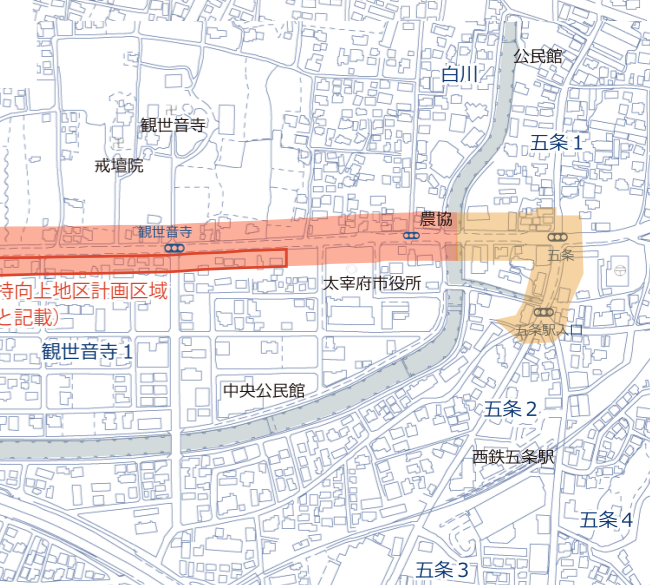 公民館
白川
観世音寺
五条1
戒壇院
農協
観世音寺
五条
太宰府市役所
持向上地区計画区域
と記載）
五条駅入口
観世音寺1
中央公民館
五条2
西鉄五条駅
五条4
五条3